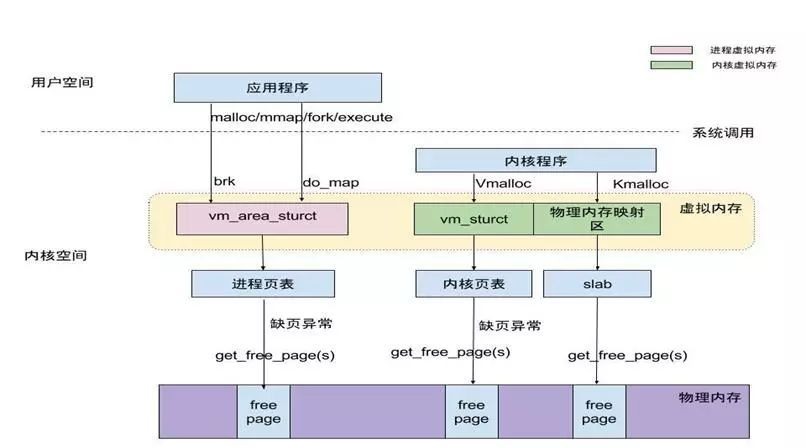 进程虚拟内存
内核虚拟内存
用户空间
应用程序
malloc/mmap/fork/execute
系统调用
内核程序
brk
do_map
Vmalloc
Kmalloc
vm_area_sturct
vm_sturct
物理内存映射
区
虚拟内存
内核空间
进程页表
内核页表
slab
缺页异常
缺页异常
get_free_page(s)
get_free_page(s)
get_free_page(s)
物理内存
free
page
free
page
free
page